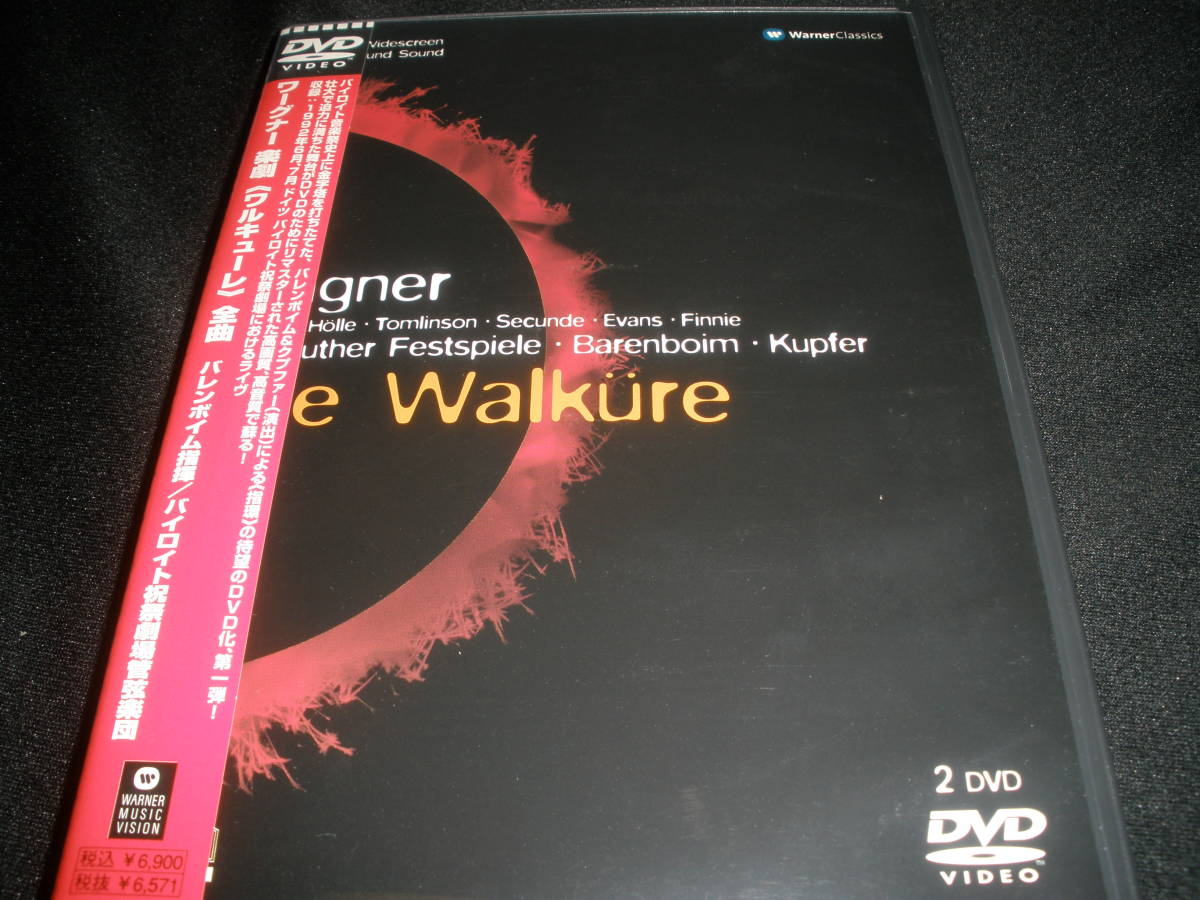 DVD
VIDEO
Widescreen
und Sound
WarnerClassics
バイロイト音楽祭史上に金字塔を打ちたてた、バレンボイム&クプファー(演出)による《指環》の待望のDVD化、第一弾!
壮大で迫力に満ちた舞台がDVDのためにリマスターされた高画質、高音質で蘇る!
収録:1992年6月、7月 ドイツ、バイロイト祝祭劇場におけるライヴ
ワーグナー 楽劇《ワルキューレ》全曲 バレンボイム指揮/バイロイト祝祭劇場管弦楽団
gner
Hölle · Tomlinson · Secunde · Evans · Finnie
uther Festspiele · Barenboim · Kupfer
e Walküre
WARNER
MUSIC
VISION
税込 ¥6,900
税抜 ¥6,571
2 DVD
DVD
VIDEO